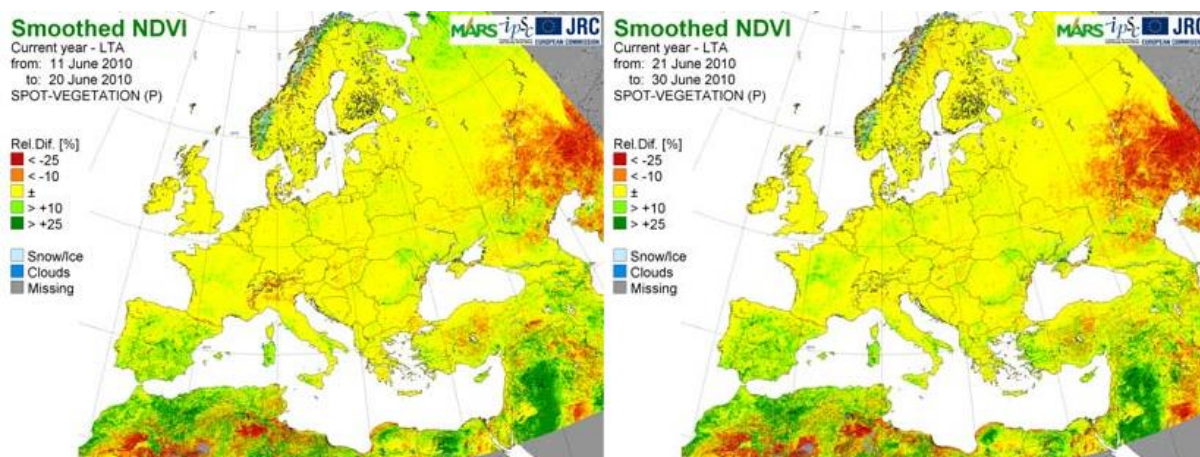 Smoothed NDVI
Current year - LTA
from: 11 June 2010
to: 20 June 2010
SPOT-VEGETATION (P)
Rel.Dif. [%]
< -25
< -10
±
> +10
> +25
Snow/Ice
Clouds
Missing
MARS
ipSc
JRC
EUROPEAN COMMISSION
Smoothed NDVI
Current year - LTA
from: 21 June 2010
to: 30 June 2010
SPOT-VEGETATION (P)
Rel.Dif. [%]
< -25
< -10
±
> +10
> +25
Snow/Ice
Clouds
Missing
MARS
ipSc
JRC
EUROPEAN COMMISSION